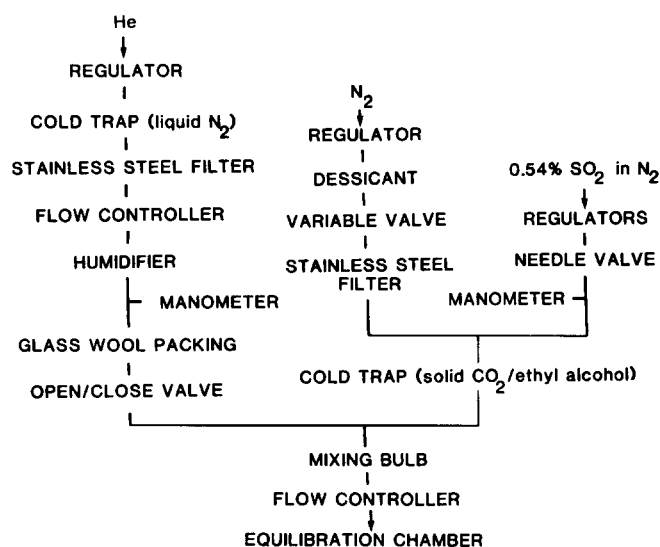 He
REGULATOR
COLD TRAP (liquid N₂)
STAINLESS STEEL FILTER
FLOW CONTROLLER
HUMIDIFIER
MANOMETER
GLASS WOOL PACKING
OPEN/CLOSE VALVE
N₂
REGULATOR
DESSICANT
VARIABLE VALVE
STAINLESS STEEL
FILTER
0.54% SO₂ in N₂
REGULATORS
NEEDLE VALVE
MANOMETER
COLD TRAP (solid CO₂/ethyl alcohol)
MIXING BULB
FLOW CONTROLLER
EQUILIBRATION CHAMBER